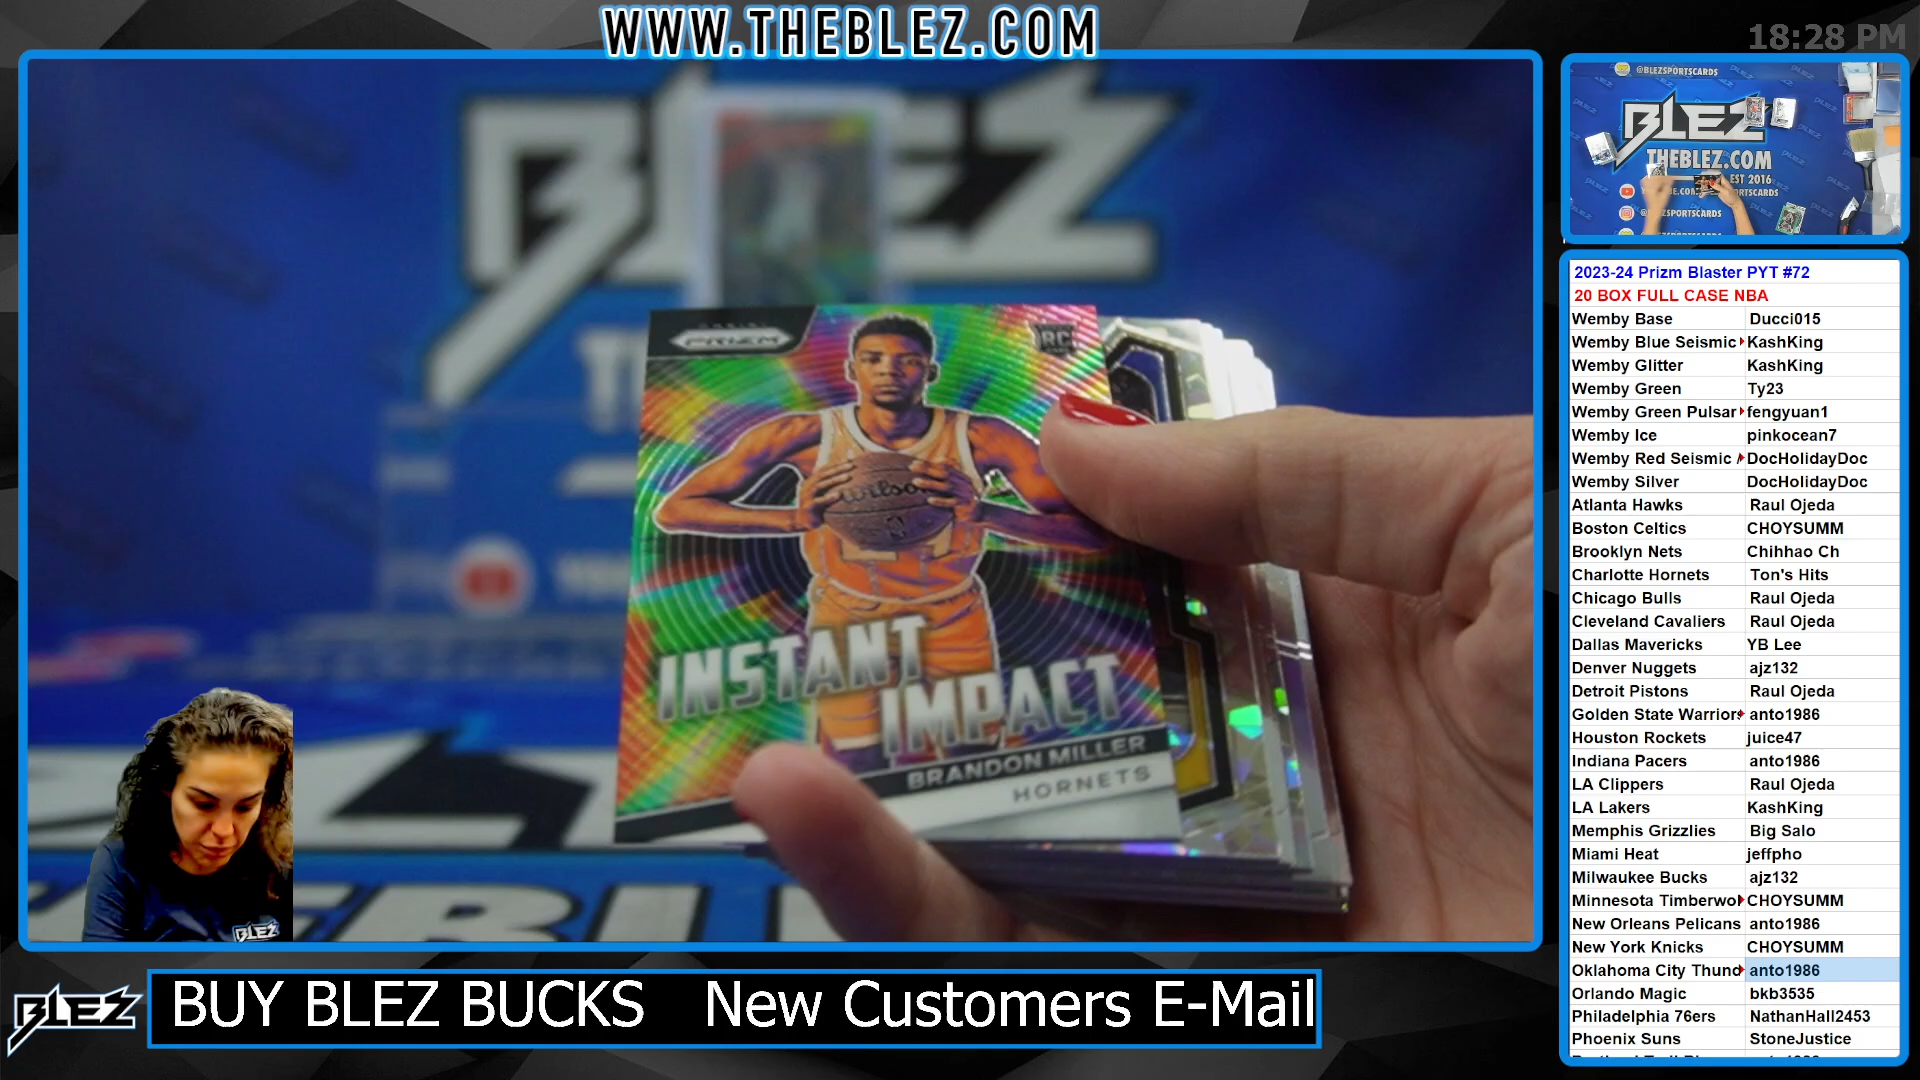 WWW.THEBLEZ.COM
18:28 PM
@BLEZSPORTSCARDS
BLEZ
THEBLEZ.COM
EST 2016
BLEZ
PRIZM
RC
Wilson
INSTANT
IMPACT
BRANDON MILLER
HORNETS
BLEZ
2023-24 Prizm Blaster PYT #72
20 BOX FULL CASE NBA
Wemby Base Ducci015
Wemby Blue Seismic KashKing
Wemby Glitter KashKing
Wemby Green Ty23
Wemby Green Pulsar fengyuan1
Wemby Ice pinkocean7
Wemby Red Seismic / DocHolidayDoc
Wemby Silver DocHolidayDoc
Atlanta Hawks Raul Ojeda
Boston Celtics CHOYSUMM
Brooklyn Nets Chihhao Ch
Charlotte Hornets Ton's Hits
Chicago Bulls Raul Ojeda
Cleveland Cavaliers Raul Ojeda
Dallas Mavericks YB Lee
Denver Nuggets ajz132
Detroit Pistons Raul Ojeda
Golden State Warriors anto1986
Houston Rockets juice47
Indiana Pacers anto1986
LA Clippers Raul Ojeda
LA Lakers KashKing
Memphis Grizzlies Big Salo
Miami Heat jeffpho
Milwaukee Bucks ajz132
Minnesota Timberwol CHOYSUMM
New Orleans Pelicans anto1986
New York Knicks CHOYSUMM
Oklahoma City Thund anto1986
Orlando Magic bkb3535
Philadelphia 76ers NathanHall2453
Phoenix Suns StoneJustice
BLEZ
BUY BLEZ BUCKS New Customers E-Mail